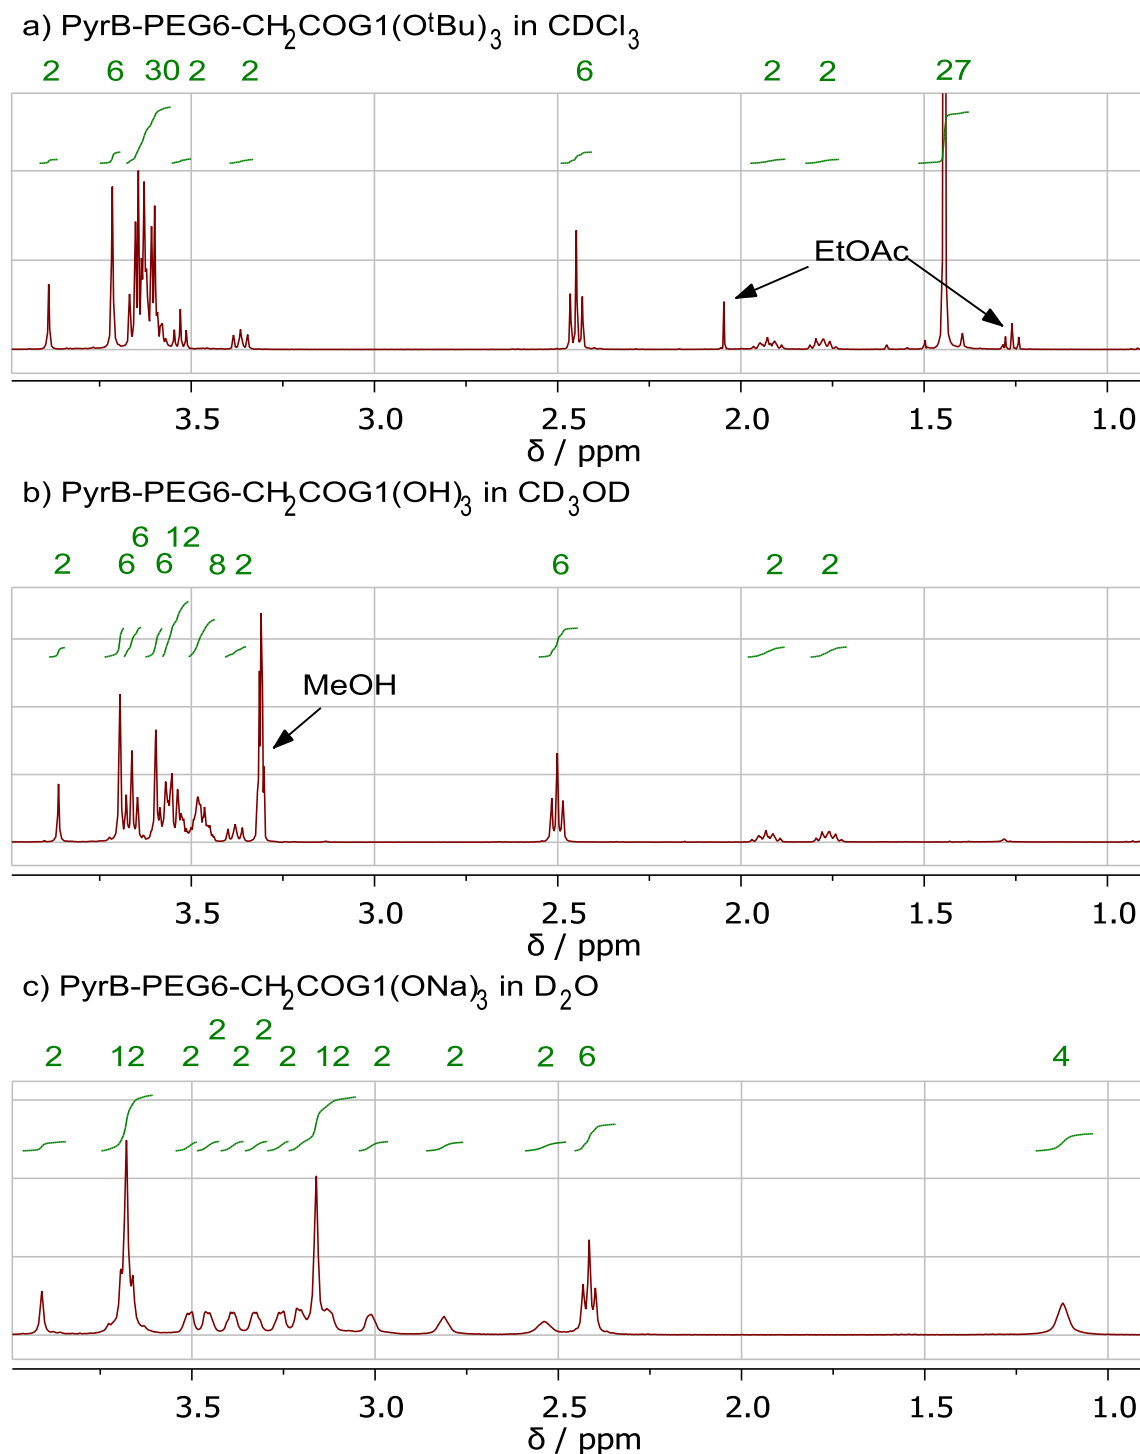 a) PyrB-PEG6-CH2COG1(OtBu)3 in CDCl3
2 6 30 2 2 6 2 2 27
EtOAc
3.5 3.0 2.5 2.0 1.5 1.0
δ / ppm
b) PyrB-PEG6-CH2COG1(OH)3 in CD3OD
6 12
2 6 6 8 2 6 2 2
MeOH
3.5 3.0 2.5 2.0 1.5 1.0
δ / ppm
c) PyrB-PEG6-CH2COG1(ONa)3 in D2O
2 2
2 12 2 2 2 12 2 2 2 6 4
3.5 3.0 2.5 2.0 1.5 1.0
δ / ppm